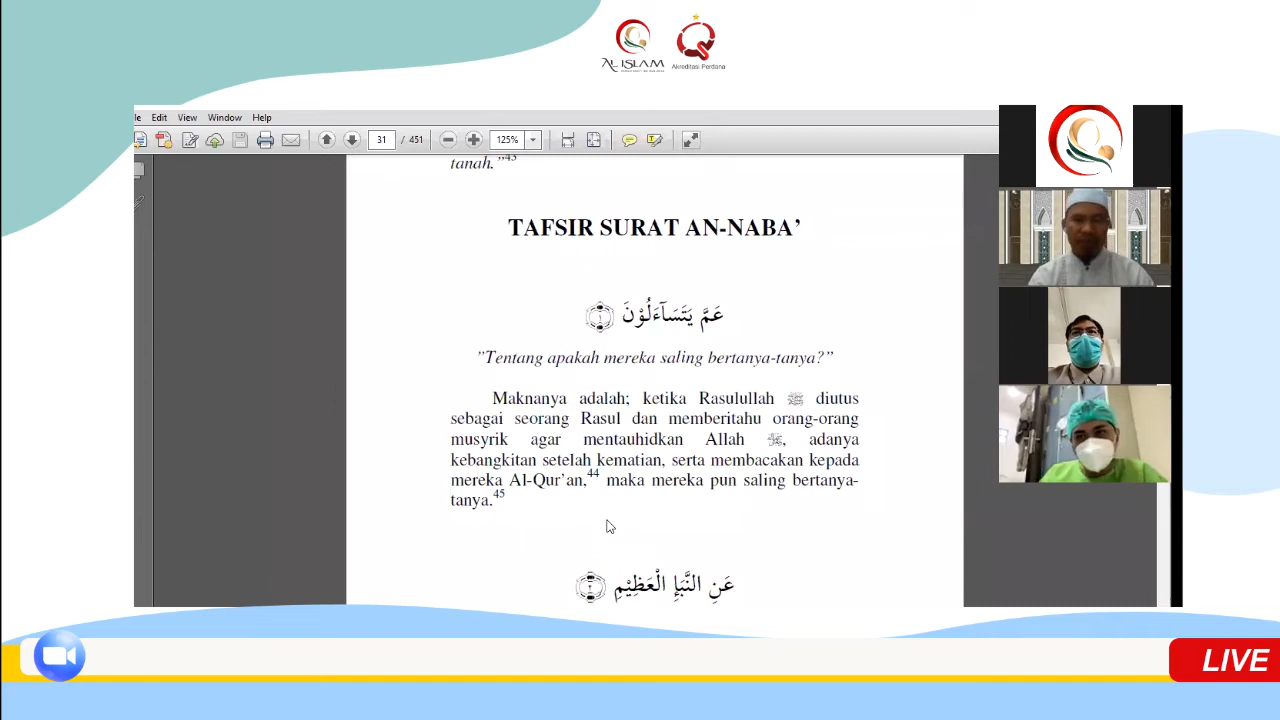 AL ISLAM
Akreditasi Perdana
le Edit View Window Help
31 / 451
125%
tanah.”43
TAFSIR SURAT AN-NABA’
عَمَّ يَتَسَآءَلُوْنَ ١
”Tentang apakah mereka saling bertanya-tanya?”
Maknanya adalah; ketika Rasulullah ﷺ diutus
sebagai seorang Rasul dan memberitahu orang-orang
musyrik agar mentauhidkan Allah ﷻ, adanya
kebangkitan setelah kematian, serta membacakan kepada
mereka Al-Qur’an,44 maka mereka pun saling bertanya-
tanya.45
عَنِ النَّبَإِ الْعَظِيْمِ ٢
LIVE